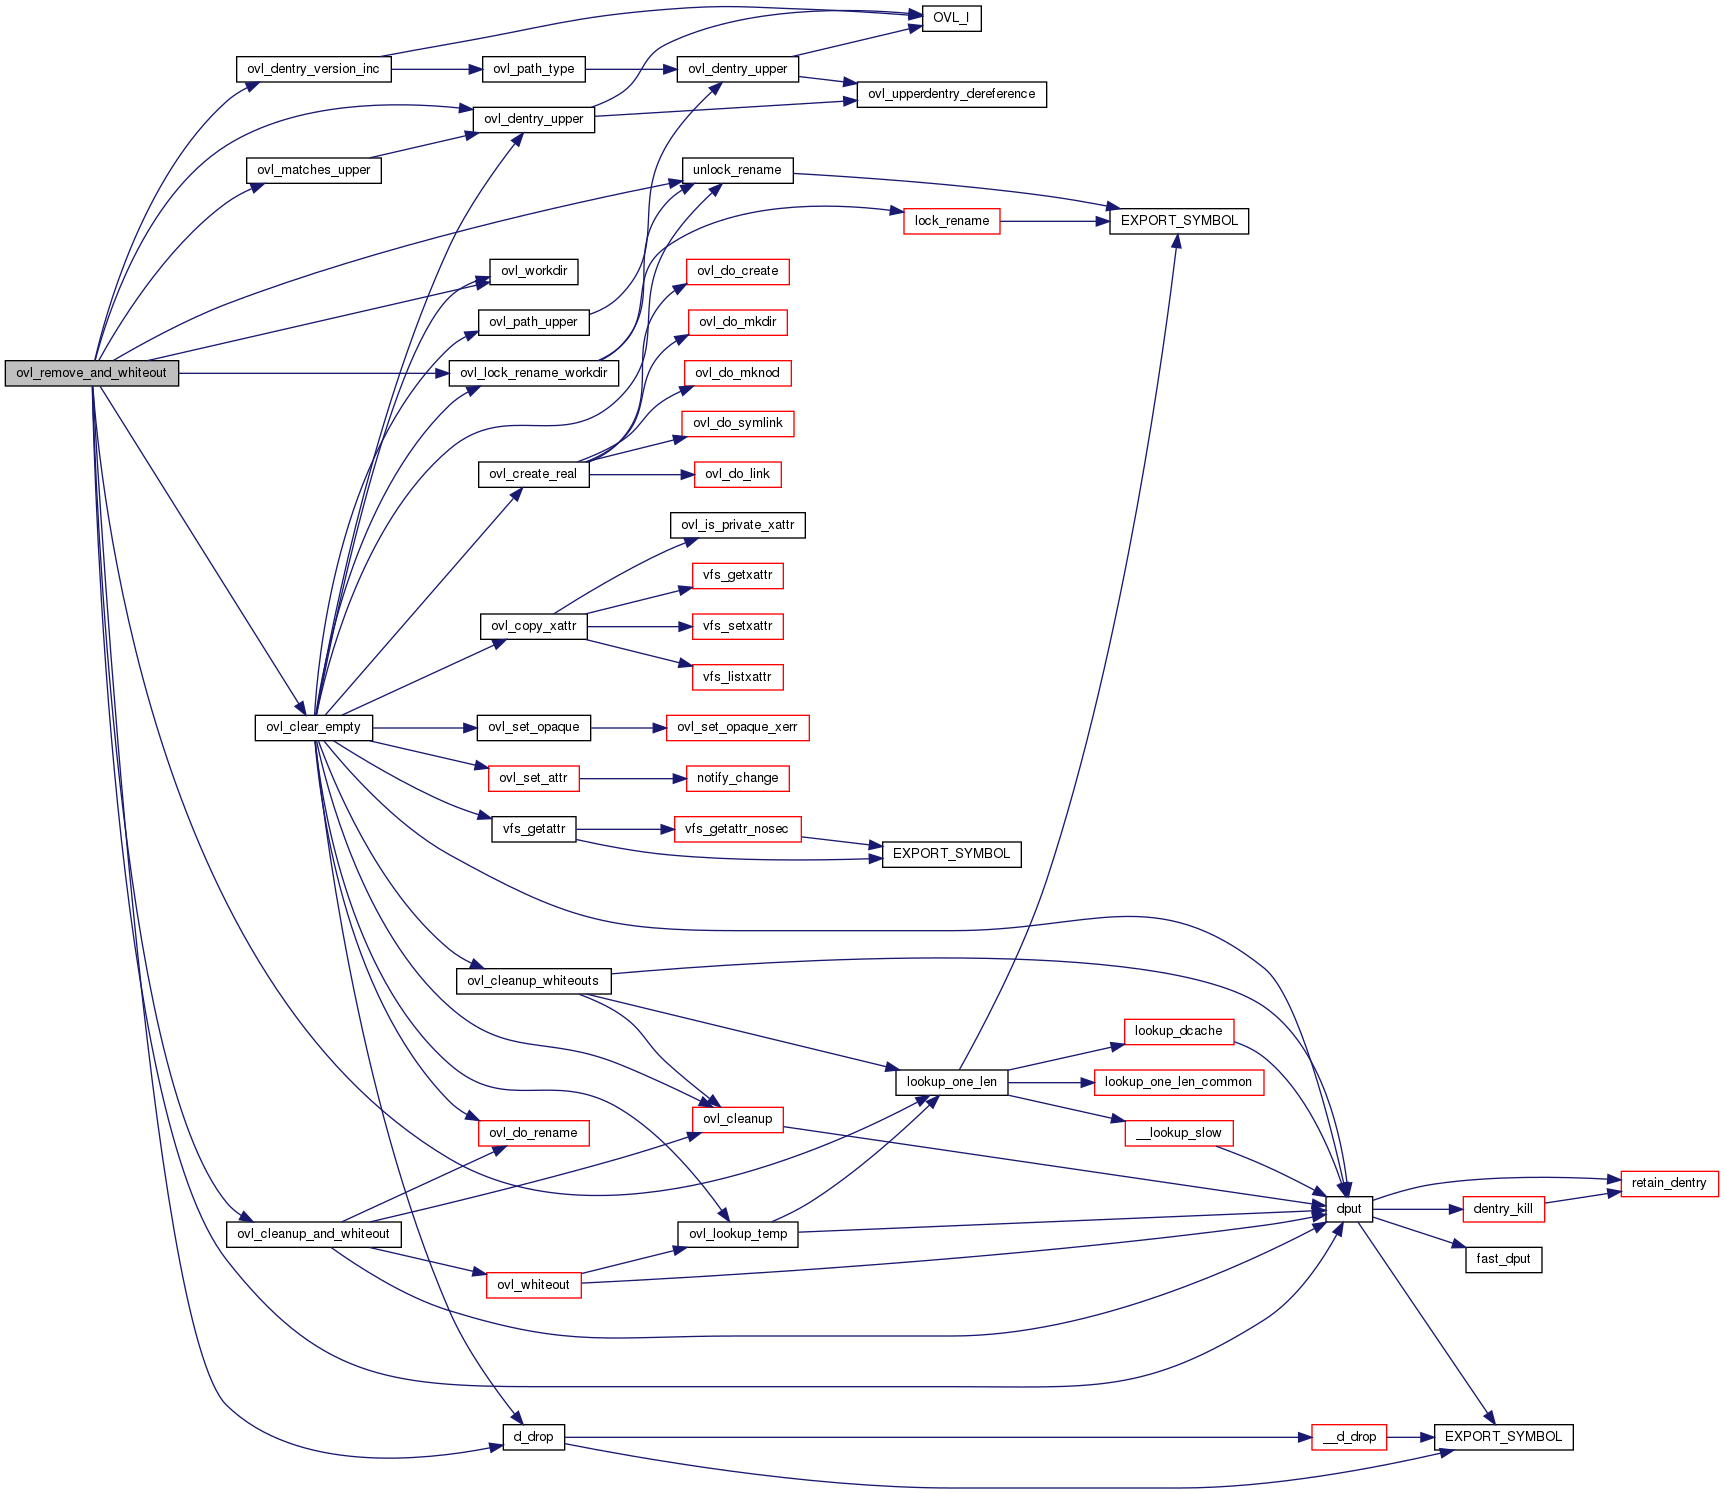 OVL_I
ovl_dentry_version_inc
ovl_path_type
ovl_dentry_upper
ovl_upperdentry_dereference
ovl_dentry_upper
ovl_matches_upper
unlock_rename
lock_rename
EXPORT_SYMBOL
ovl_workdir
ovl_do_create
ovl_path_upper
ovl_do_mkdir
ovl_remove_and_whiteout
ovl_lock_rename_workdir
ovl_do_mknod
ovl_do_symlink
ovl_create_real
ovl_do_link
ovl_is_private_xattr
vfs_getxattr
ovl_copy_xattr
vfs_setxattr
vfs_listxattr
ovl_clear_empty
ovl_set_opaque
ovl_set_opaque_xerr
ovl_set_attr
notify_change
vfs_getattr
vfs_getattr_nosec
EXPORT_SYMBOL
ovl_cleanup_whiteouts
lookup_dcache
lookup_one_len
lookup_one_len_common
ovl_cleanup
ovl_do_rename
__lookup_slow
retain_dentry
dput
dentry_kill
ovl_cleanup_and_whiteout
ovl_lookup_temp
fast_dput
ovl_whiteout
d_drop
__d_drop
EXPORT_SYMBOL